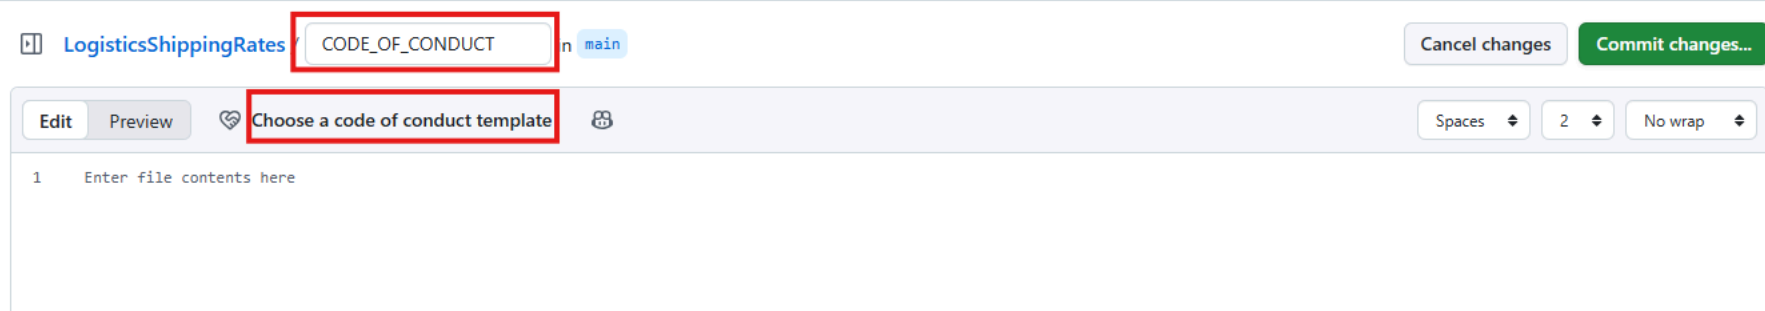 LogisticsShippingRates / CODE_OF_CONDUCT in main Cancel changes Commit changes...
Edit Preview Choose a code of conduct template Spaces 2 No wrap
1 Enter file contents here